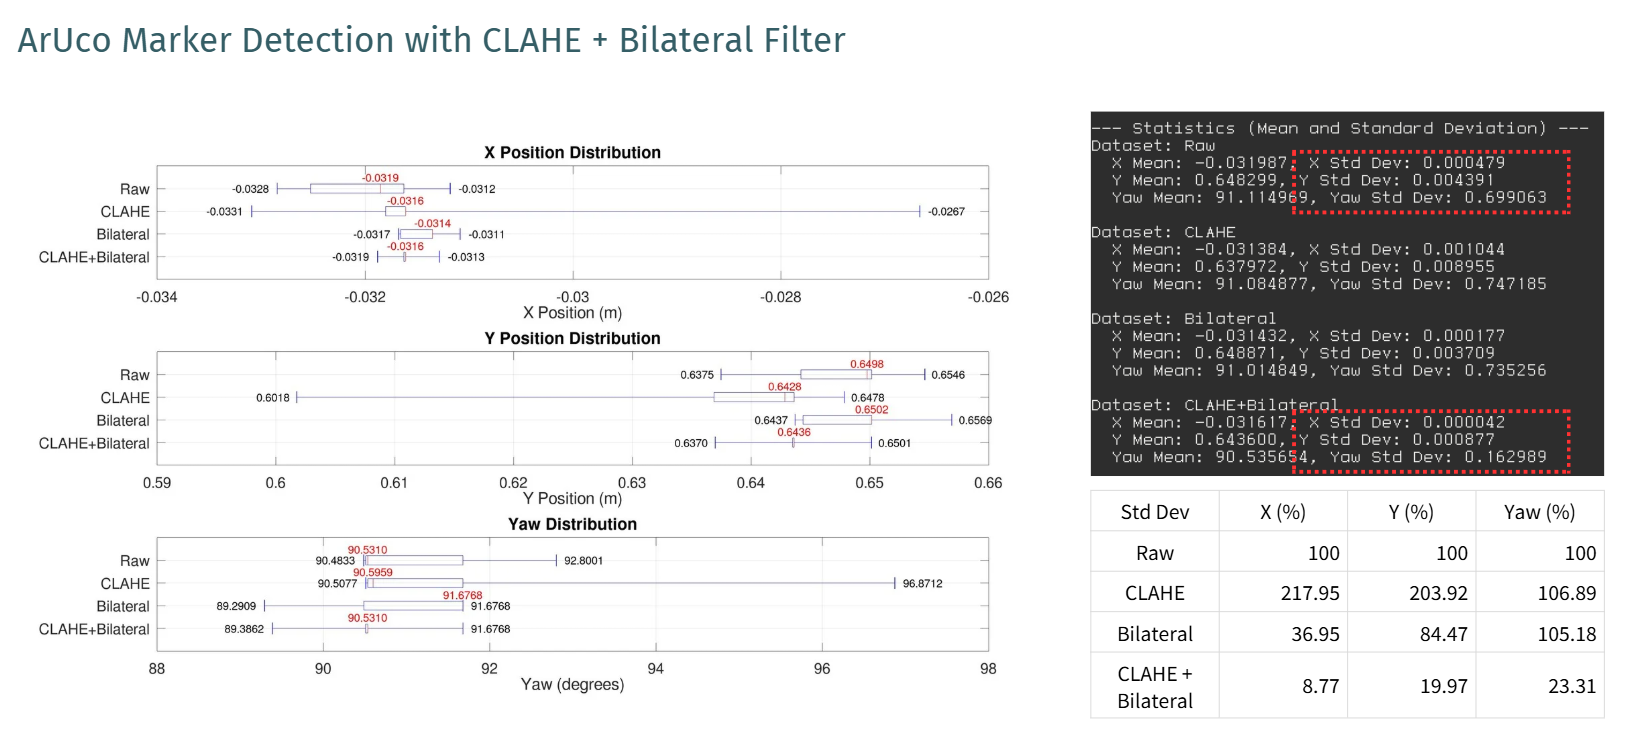 ArUco Marker Detection with CLAHE + Bilateral Filter
X Position Distribution
Raw -0.0328 -0.0319 -0.0312
CLAHE -0.0331 -0.0316 -0.0267
Bilateral -0.0317 -0.0314 -0.0311
CLAHE+Bilateral -0.0319 -0.0316 -0.0313
-0.034 -0.032 -0.03 -0.028 -0.026
X Position (m)
Y Position Distribution
Raw 0.6375 0.6498 0.6546
CLAHE 0.6018 0.6428 0.6478
Bilateral 0.6437 0.6502 0.6569
CLAHE+Bilateral 0.6370 0.6436 0.6501
0.59 0.6 0.61 0.62 0.63 0.64 0.65 0.66
Y Position (m)
Yaw Distribution
Raw 90.4833 90.5310 92.8001
CLAHE 90.5077 90.5959 96.8712
Bilateral 89.2909 91.6768 91.6768
CLAHE+Bilateral 89.3862 90.5310 91.6768
88 90 92 94 96 98
Yaw (degrees)
--- Statistics (Mean and Standard Deviation) ---
Dataset: Raw
X Mean: -0.031987, X Std Dev: 0.000479
Y Mean: 0.648299, Y Std Dev: 0.004391
Yaw Mean: 91.114969, Yaw Std Dev: 0.699063
Dataset: CLAHE
X Mean: -0.031384, X Std Dev: 0.001044
Y Mean: 0.637972, Y Std Dev: 0.008955
Yaw Mean: 91.084877, Yaw Std Dev: 0.747185
Dataset: Bilateral
X Mean: -0.031432, X Std Dev: 0.000177
Y Mean: 0.648871, Y Std Dev: 0.003709
Yaw Mean: 91.014849, Yaw Std Dev: 0.735256
Dataset: CLAHE+Bilateral
X Mean: -0.031617, X Std Dev: 0.000042
Y Mean: 0.643600, Y Std Dev: 0.000877
Yaw Mean: 90.535654, Yaw Std Dev: 0.162989
Std Dev X (%) Y (%) Yaw (%)
Raw 100 100 100
CLAHE 217.95 203.92 106.89
Bilateral 36.95 84.47 105.18
CLAHE +
Bilateral 8.77 19.97 23.31